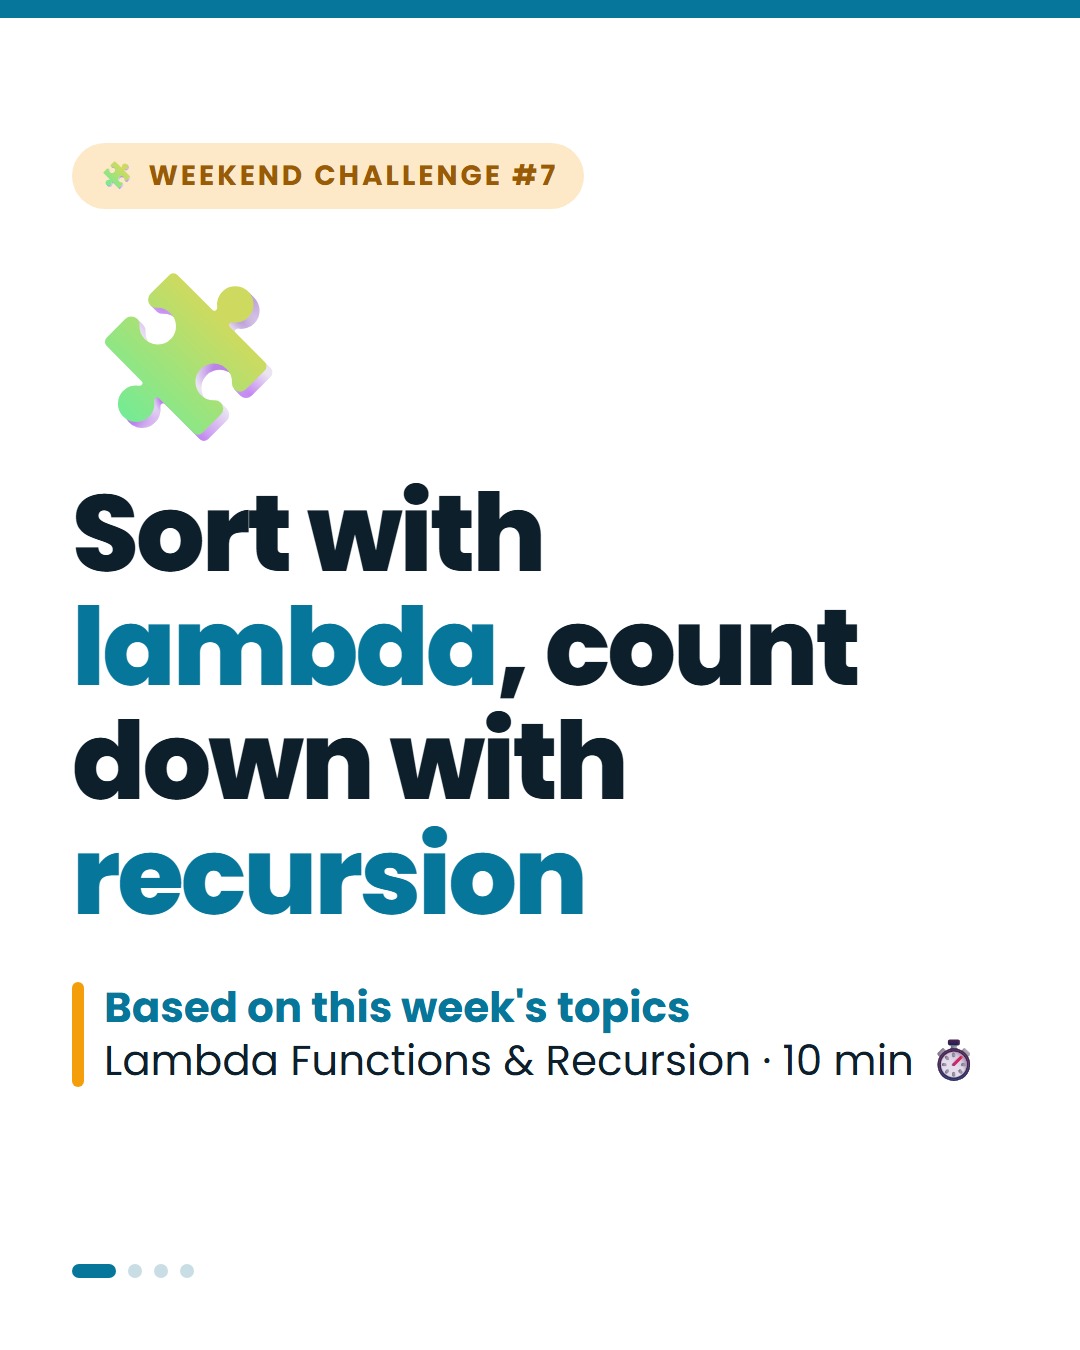 WEEKEND CHALLENGE #7
Sort with
lambda, count
down with
recursion
Based on this week's topics
Lambda Functions & Recursion · 10 min